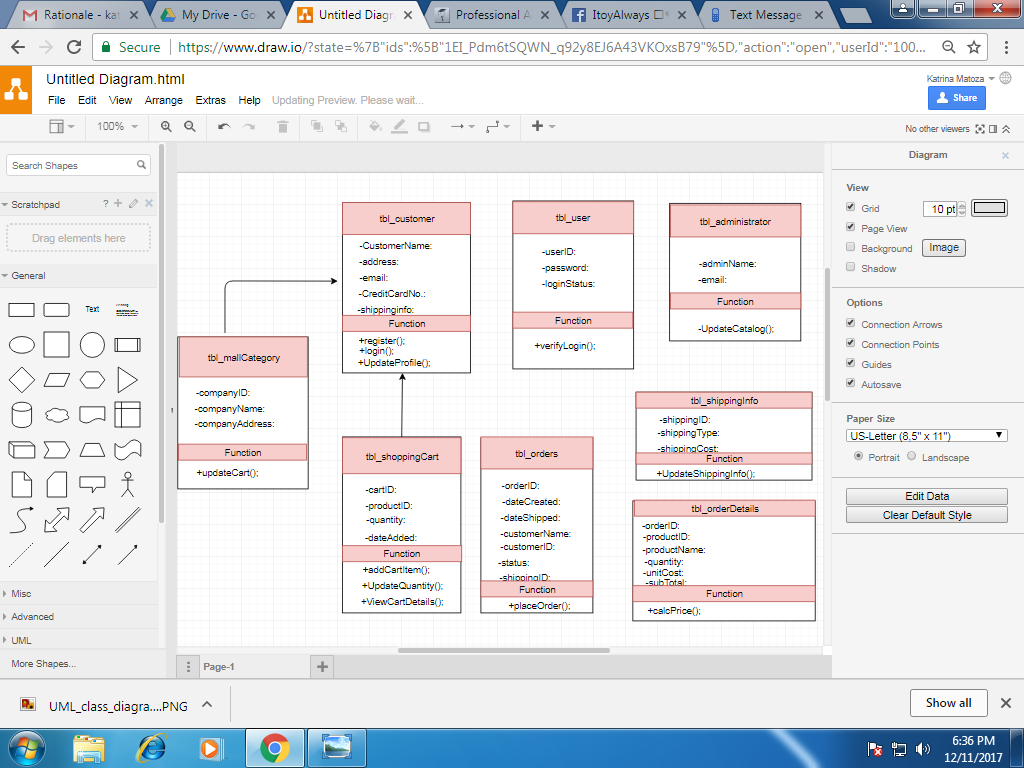 Rationale - kat
My Drive - Goo
Untitled Diagr
Professional A
ItoyAlways
Text Message
Secure
https://www.draw.io/?state=%7B"ids":%5B"1EI_Pdm6tSQWN_q92y8EJ6A43VKOxsB79"%5D,"action":"open","userId":"100...
Untitled Diagram.html
Katrina Matoza
File Edit View Arrange Extras Help Updating Preview. Please wait...
Share
100%
No other viewers
Search Shapes
Scratchpad
?
Drag elements here
General
Text
Misc
Advanced
UML
More Shapes...
tbl_customer
-CustomerName:
-address:
-email:
-CreditCardNo.:
-shippinginfo:
Function
+register();
+login();
+UpdateProfile();
tbl_user
-userID:
-password:
-loginStatus:
Function
+verifyLogin();
tbl_administrator
-adminName:
-email:
Function
-UpdateCatalog();
tbl_mallCategory
-companyID:
-companyName:
-companyAddress:
Function
+updateCart();
tbl_shoppingCart
-cartID:
-productID:
-quantity:
-dateAdded:
Function
+addCartItem();
+UpdateQuantity();
+ViewCartDetails();
tbl_orders
-orderID:
-dateCreated:
-dateShipped:
-customerName:
-customerID:
-status:
-shippingID:
Function
+placeOrder();
tbl_shippingInfo
-shippingID:
-shippingType:
-shippingCost:
Function
+UpdateShippingInfo();
tbl_orderDetails
-orderID:
-productID:
-productName:
-quantity:
-unitCost:
-subTotal:
Function
+calcPrice();
Page-1
Diagram
View
Grid
10 pt
Page View
Background
Image
Shadow
Options
Connection Arrows
Connection Points
Guides
Autosave
Paper Size
US-Letter (8,5" x 11")
Portrait Landscape
Edit Data
Clear Default Style
UML_class_diagra....PNG
Show all
6:36 PM
12/11/2017